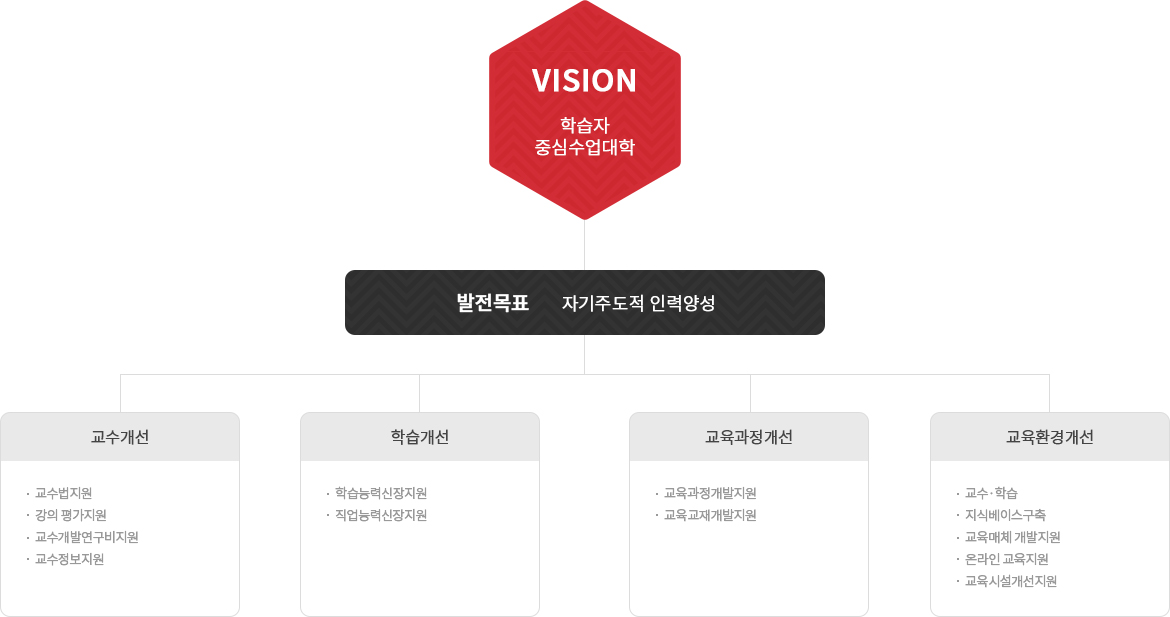 VISION
학습자
중심수업대학
발전목표 자기주도적 인력양성
교수개선
· 교수법지원
· 강의 평가지원
· 교수개발연구비지원
· 교수정보지원
학습개선
· 학습능력신장지원
· 직업능력신장지원
교육과정개선
· 교육과정개발지원
· 교육교재개발지원
교육환경개선
· 교수·학습
· 지식베이스구축
· 교육매체 개발지원
· 온라인 교육지원
· 교육시설개선지원